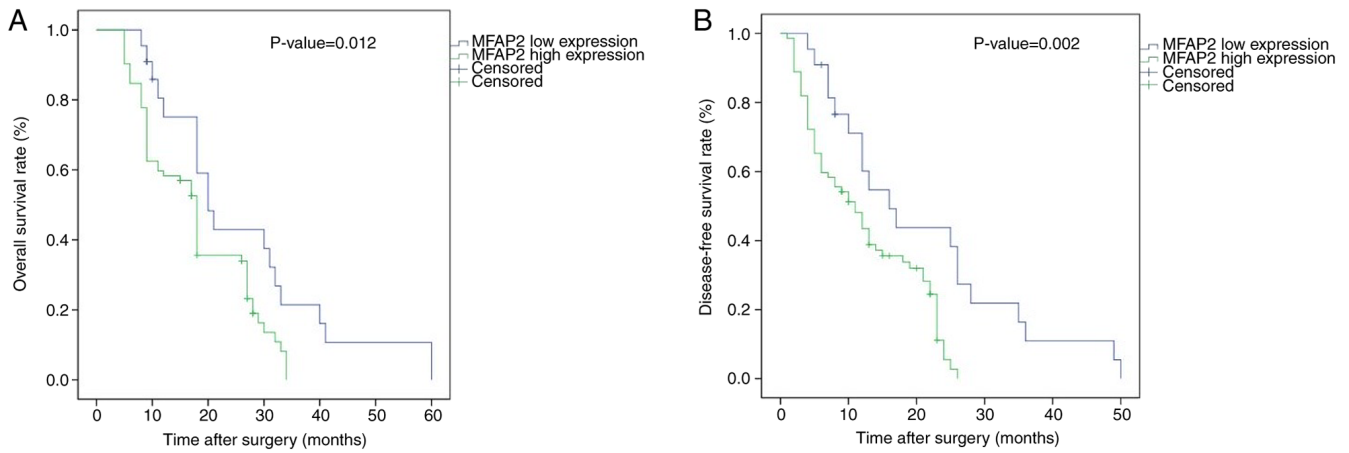 A
P-value=0.012
MFAP2 low expression
MFAP2 high expression
Censored
Censored
Overall survival rate (%)
1.0
0.8
0.6
0.4
0.2
0.0
0 10 20 30 40 50 60
Time after surgery (months)
B
P-value=0.002
MFAP2 low expression
MFAP2 high expression
Censored
Censored
Disease-free survival rate (%)
1.0
0.8
0.6
0.4
0.2
0.0
0 10 20 30 40 50
Time after surgery (months)